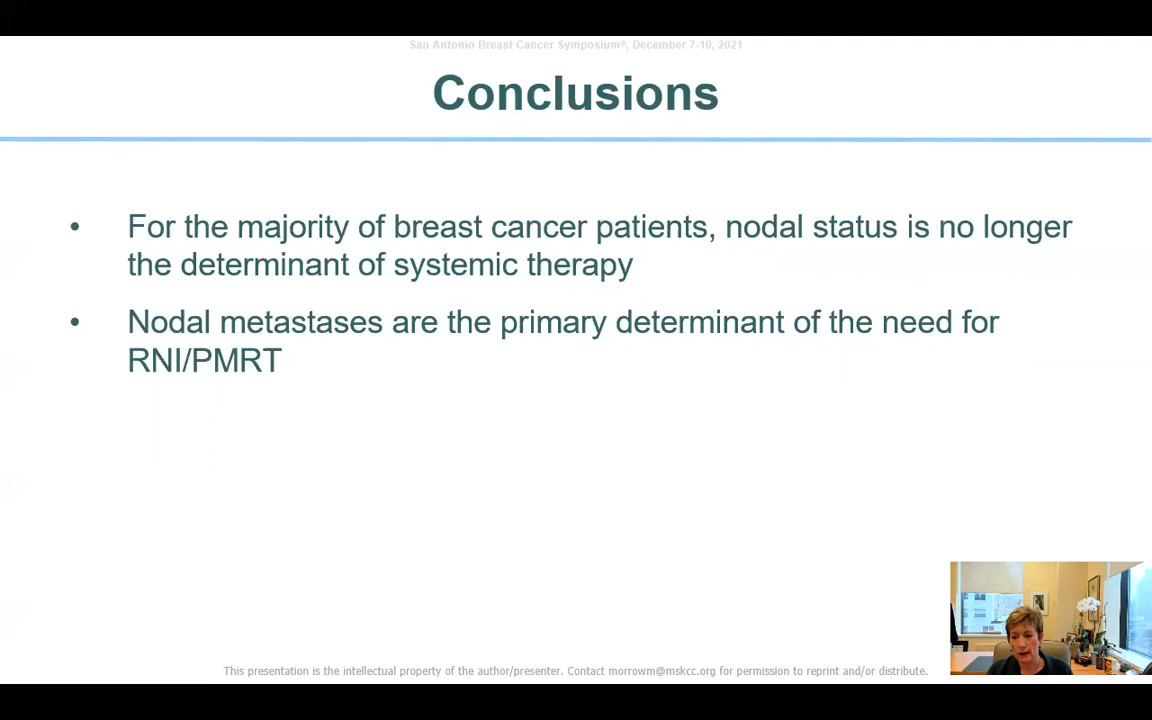 San Antonio Breast Cancer Symposium®, December 7-10, 2021
Conclusions
• For the majority of breast cancer patients, nodal status is no longer
the determinant of systemic therapy
• Nodal metastases are the primary determinant of the need for
RNI/PMRT
This presentation is the intellectual property of the author/presenter. Contact morrowm@mskcc.org for permission to reprint and/or distribute.